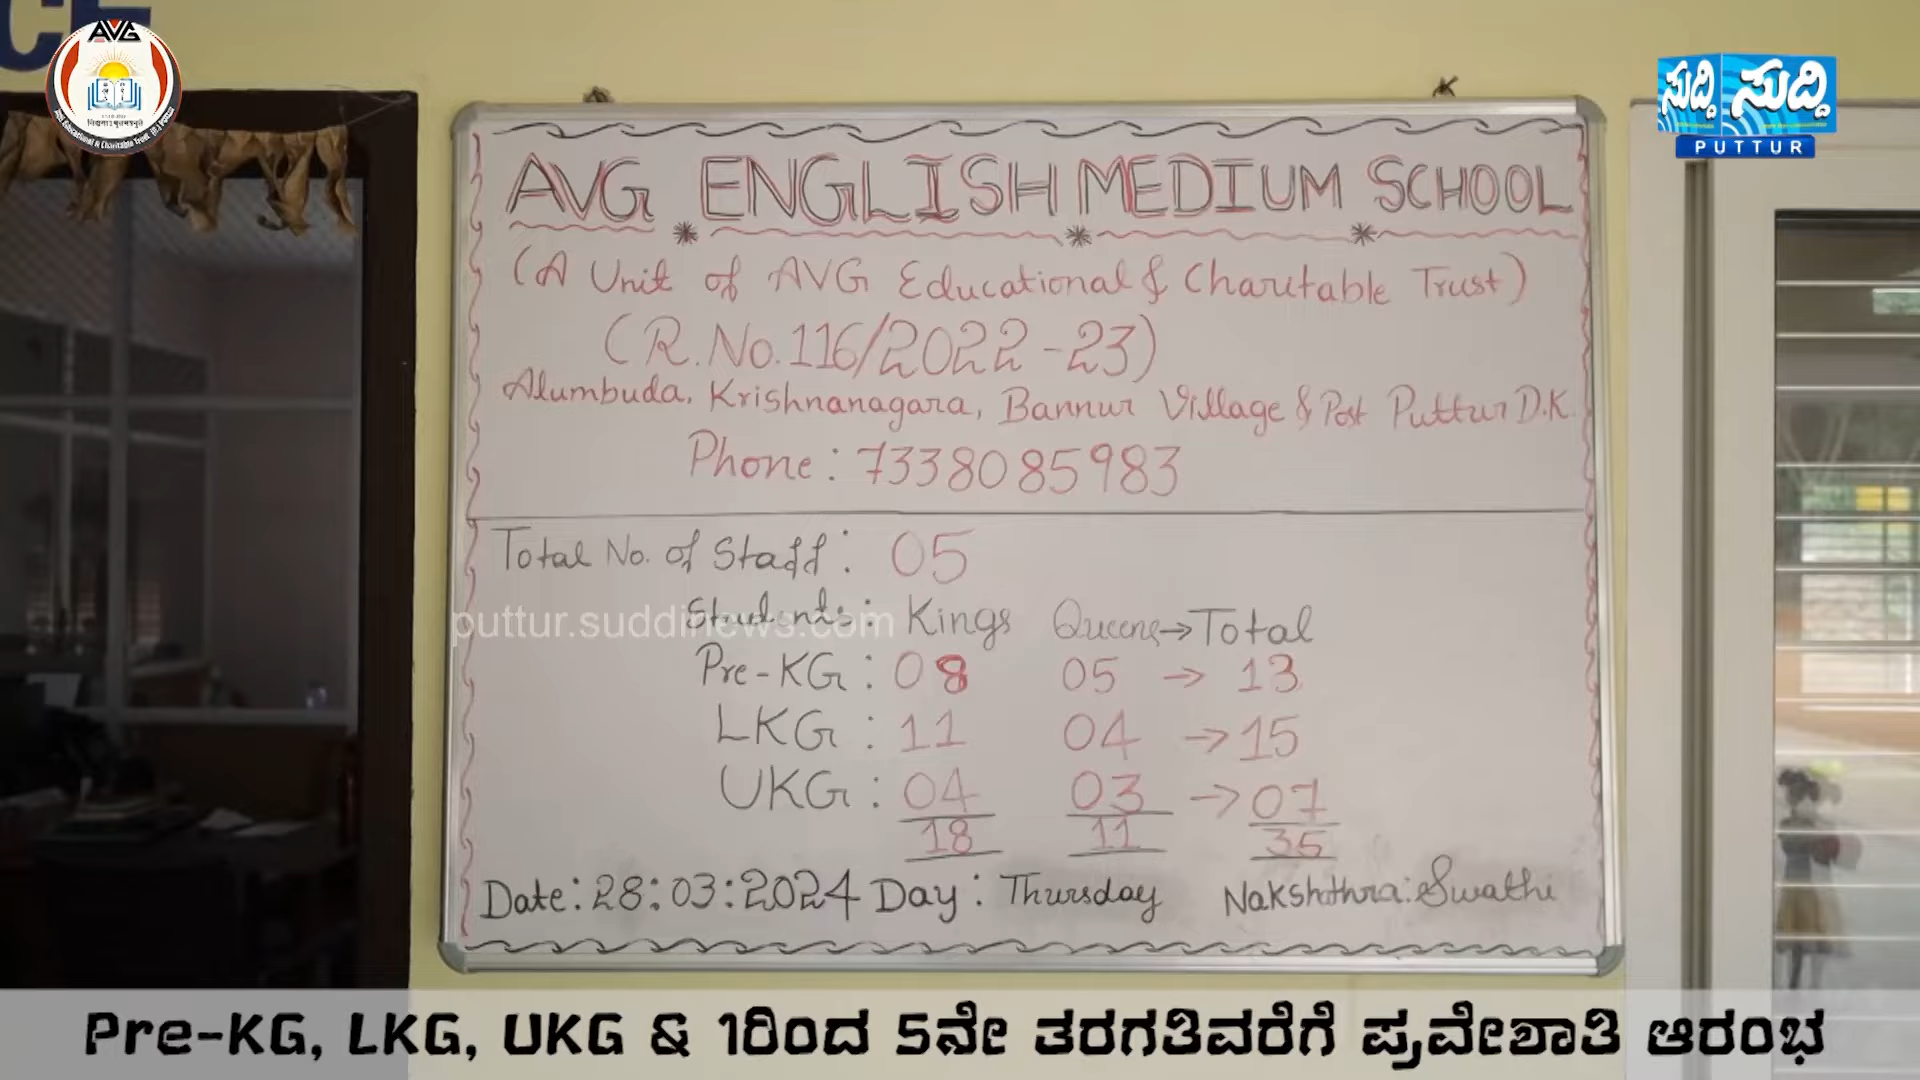 AVG
ಸುದ್ದಿ ಸುದ್ದಿ
PUTTUR
AVG ENGLISH MEDIUM SCHOOL
(A Unit of AVG Educational & Charitable Trust)
(R.No.116/2022-23)
Alumbuda, Krishnanagara, Bannur Village & Post Puttur D.K.
Phone: 7338085983
Total No. of Staff: 05
puttur.suddinews.com
Students: Kings Queens→Total
Pre-KG: 08 05 → 13
LKG: 11 04 → 15
UKG: 04 03 → 07
18 11 35
Date: 28:03:2024 Day: Thursday Nakshthra: Swathi
Pre-KG, LKG, UKG & 1ರಿಂದ 5ನೇ ತರಗತಿವರೆಗೆ ಪ್ರವೇಶಾತಿ ಆರಂಭ